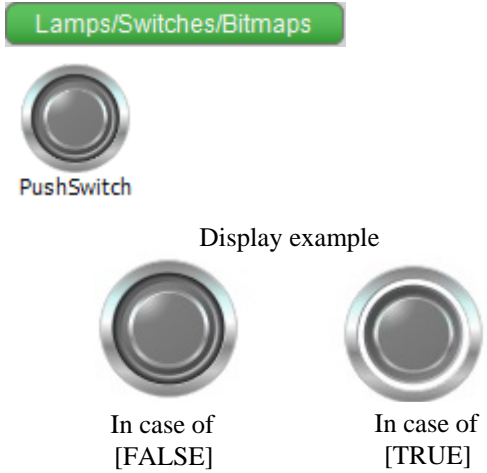 Lamps/Switches/Bitmaps
PushSwitch
Display example
In case of
[FALSE]
In case of
[TRUE]